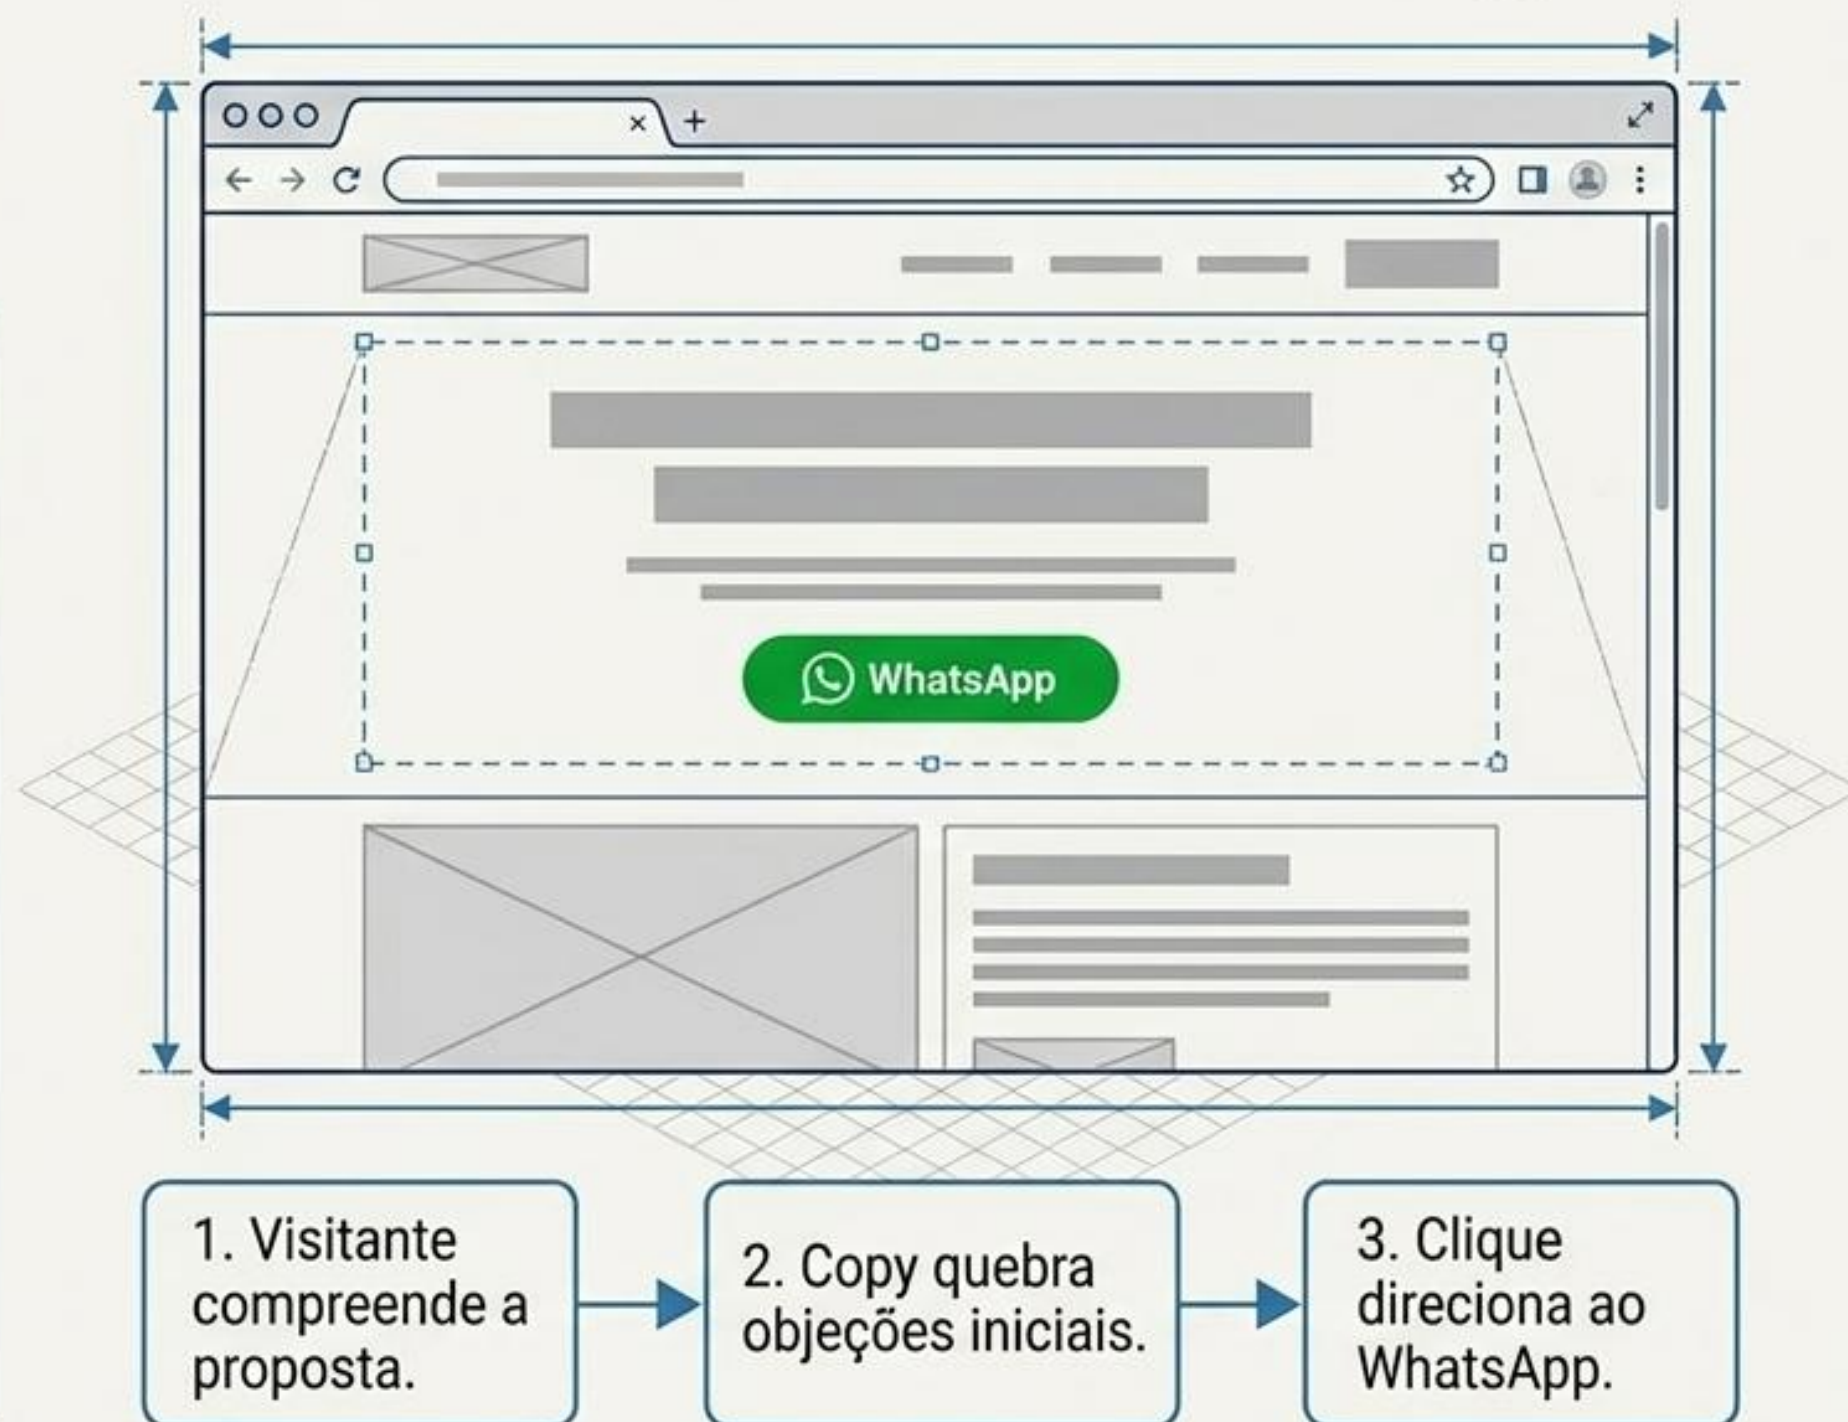 WhatsApp
1. Visitante
compreende a
proposta.
2. Copy quebra
objeções iniciais.
3. Clique
direciona ao
WhatsApp.